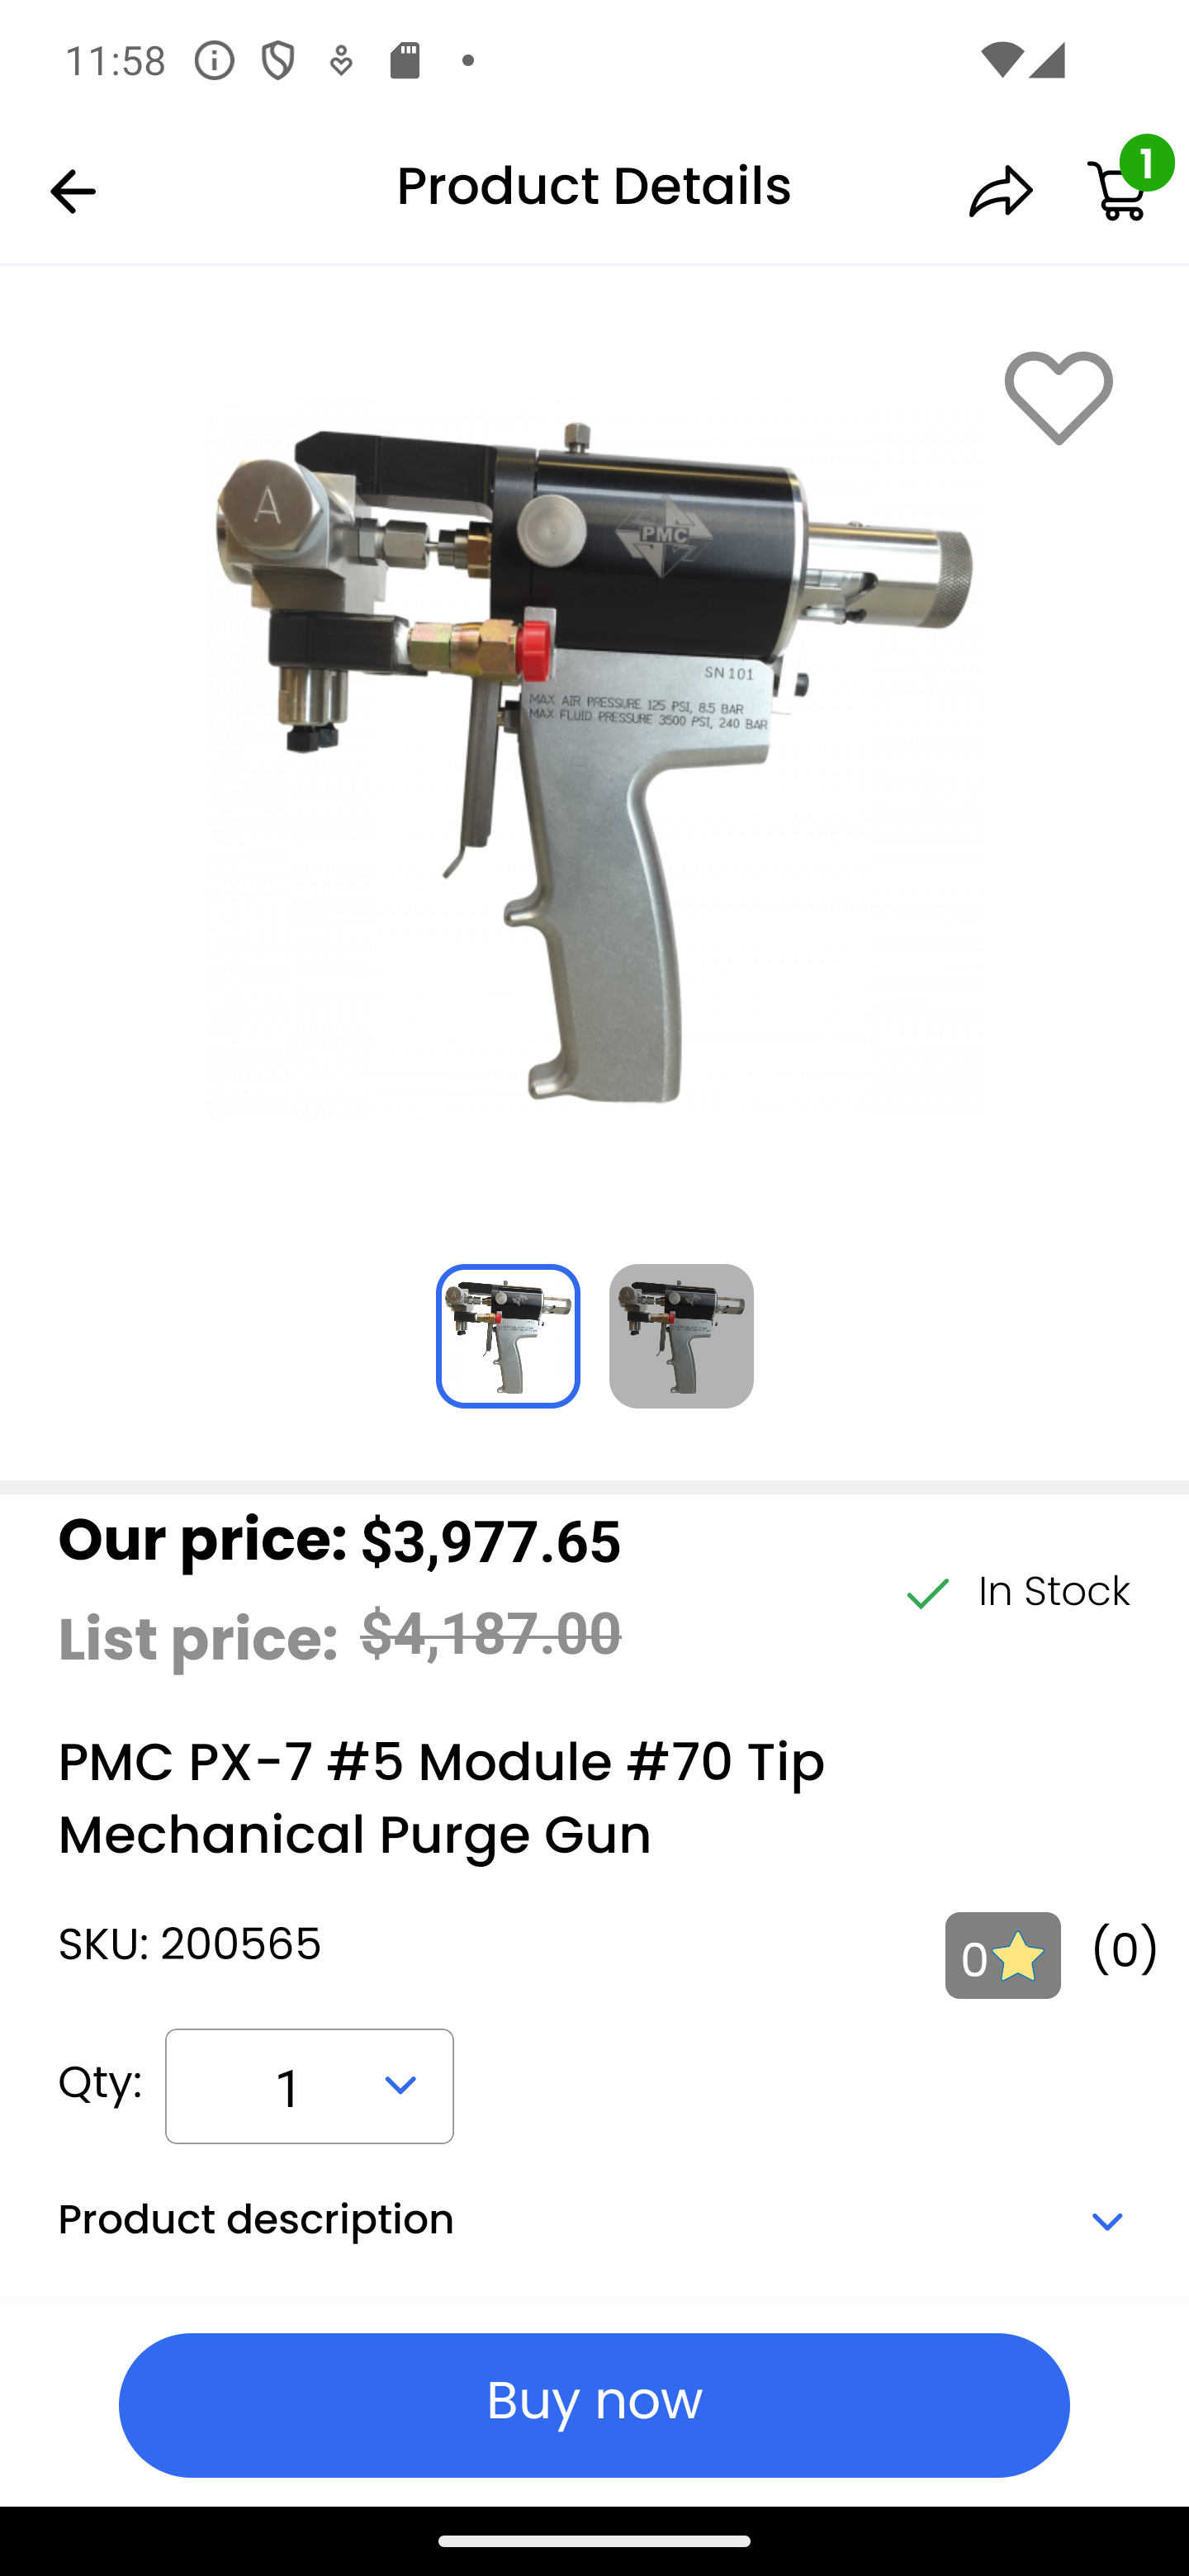 11:58
Product Details
1
A
PMC
SN 101
MAX AIR PRESSURE 125 PSI, 8.5 BAR
MAX FLUID PRESSURE 3500 PSI, 240 BAR
Our price: $3,977.65
In Stock
List price: $4,187.00
PMC PX-7 #5 Module #70 Tip
Mechanical Purge Gun
SKU: 200565
0 (0)
Qty: 1
Product description
Buy now